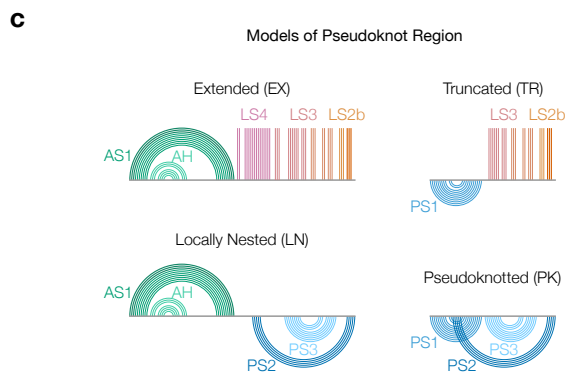 c
Models of Pseudoknot Region
Extended (EX)
LS4 LS3 LS2b
AS1
AH
Truncated (TR)
LS3 LS2b
PS1
Locally Nested (LN)
AS1
AH
PS3
PS2
Pseudoknotted (PK)
PS1
PS3
PS2